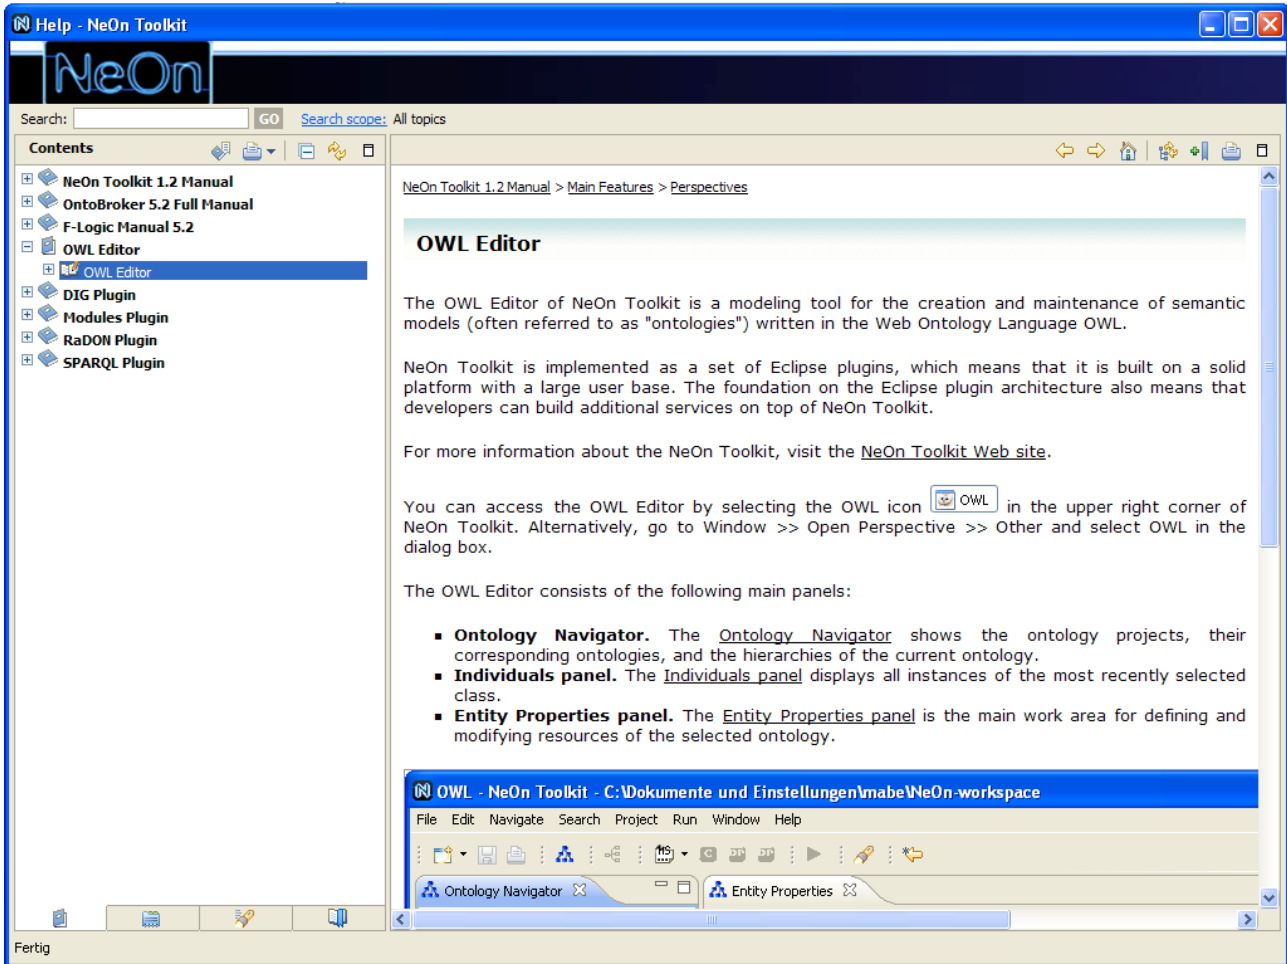 Help - NeOn Toolkit
NeOn
Search:
GO
Search scope:
All topics
Contents
NeOn Toolkit 1.2 Manual
OntoBroker 5.2 Full Manual
F-Logic Manual 5.2
OWL Editor
OWL Editor
DIG Plugin
Modules Plugin
RaDON Plugin
SPARQL Plugin
NeOn Toolkit 1.2 Manual > Main Features > Perspectives
OWL Editor
The OWL Editor of NeOn Toolkit is a modeling tool for the creation and maintenance of semantic
models (often referred to as "ontologies") written in the Web Ontology Language OWL.
NeOn Toolkit is implemented as a set of Eclipse plugins, which means that it is built on a solid
platform with a large user base. The foundation on the Eclipse plugin architecture also means that
developers can build additional services on top of NeOn Toolkit.
For more information about the NeOn Toolkit, visit the NeOn Toolkit Web site.
You can access the OWL Editor by selecting the OWL icon OWL in the upper right corner of
NeOn Toolkit. Alternatively, go to Window >> Open Perspective >> Other and select OWL in the
dialog box.
The OWL Editor consists of the following main panels:
Ontology Navigator. The Ontology Navigator shows the ontology projects, their
corresponding ontologies, and the hierarchies of the current ontology.
Individuals panel. The Individuals panel displays all instances of the most recently selected
class.
Entity Properties panel. The Entity Properties panel is the main work area for defining and
modifying resources of the selected ontology.
OWL - NeOn Toolkit - C:\Dokumente und Einstellungen\mabe\NeOn-workspace
File Edit Navigate Search Project Run Window Help
Ontology Navigator
Entity Properties
Fertig